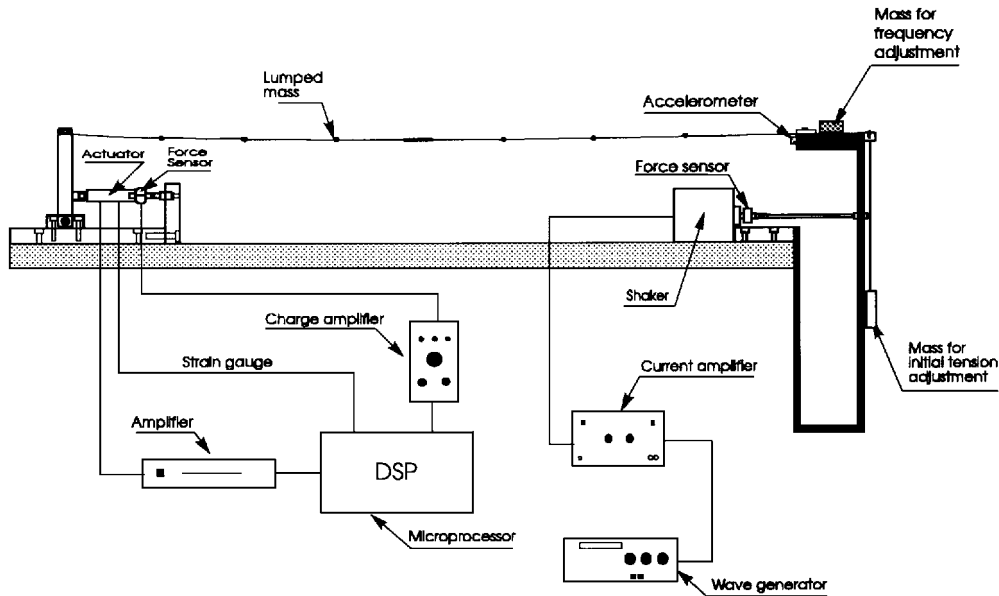 Mass for
frequency
adjustment
Lumped
mass
Accelerometer
Actuator
Force
Sensor
Force sensor
Shaker
Charge amplifier
Strain gauge
Mass for
initial tension
adjustment
Current amplifier
Amplifier
DSP
Microprocessor
Wave generator